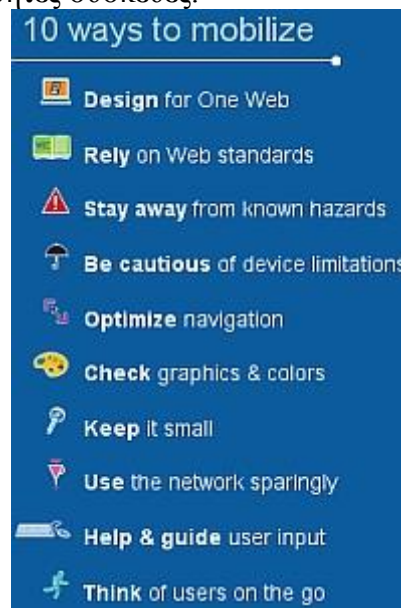 10 ways to mobilize
Design for One Web
Rely on Web standards
Stay away from known hazards
Be cautious of device limitations
Optimize navigation
Check graphics & colors
Keep it small
Use the network sparingly
Help & guide user input
Think of users on the go